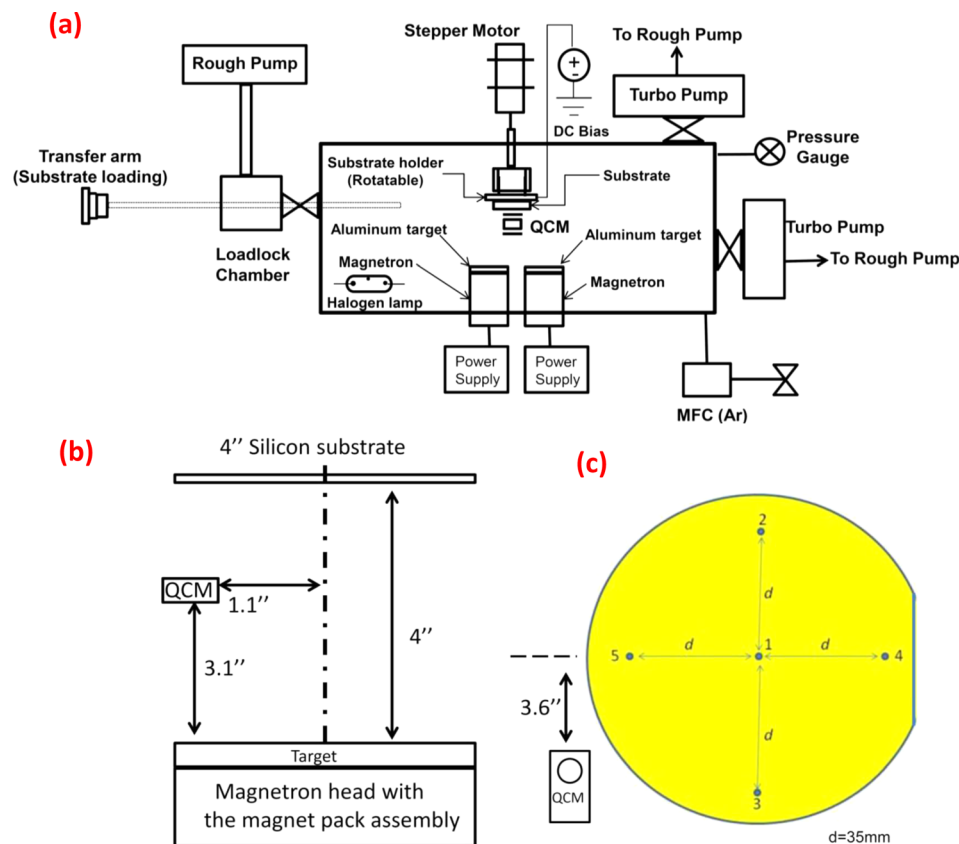 (a)
Stepper Motor
To Rough Pump
Rough Pump
Turbo Pump
+
-
DC Bias
Pressure
Gauge
Transfer arm
(Substrate loading)
Substrate holder
(Rotatable)
Substrate
QCM
Turbo Pump
Aluminum target
Aluminum target
To Rough Pump
Loadlock
Chamber
Magnetron
Magnetron
Halogen lamp
Power
Supply
Power
Supply
MFC (Ar)
(b)
4’’ Silicon substrate
QCM
1.1’’
4’’
3.1’’
Target
Magnetron head with
the magnet pack assembly
(c)
2
d
1
5
d
d
4
3.6’’
d
QCM
3
d=35mm